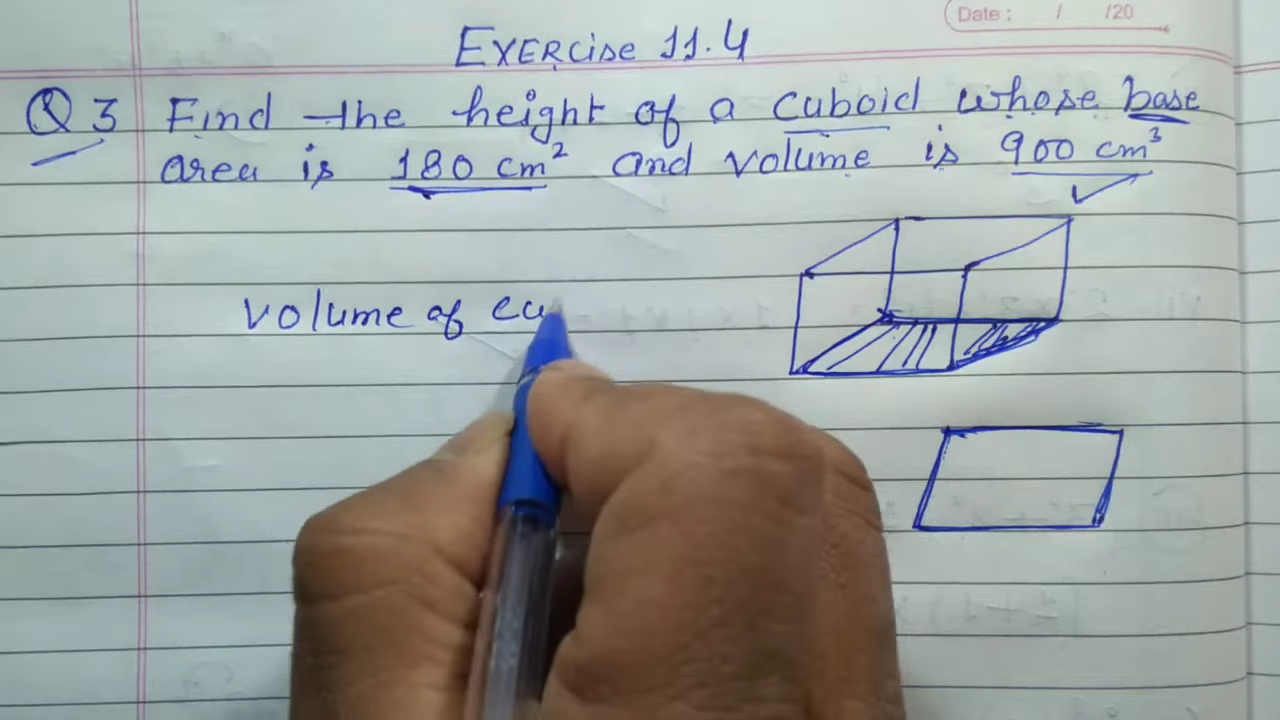 Date : / /20
Exercise 11.4
Q 3 Find the height of a cuboid whose base
area is 180 cm² and volume is 900 cm³
volume of cu